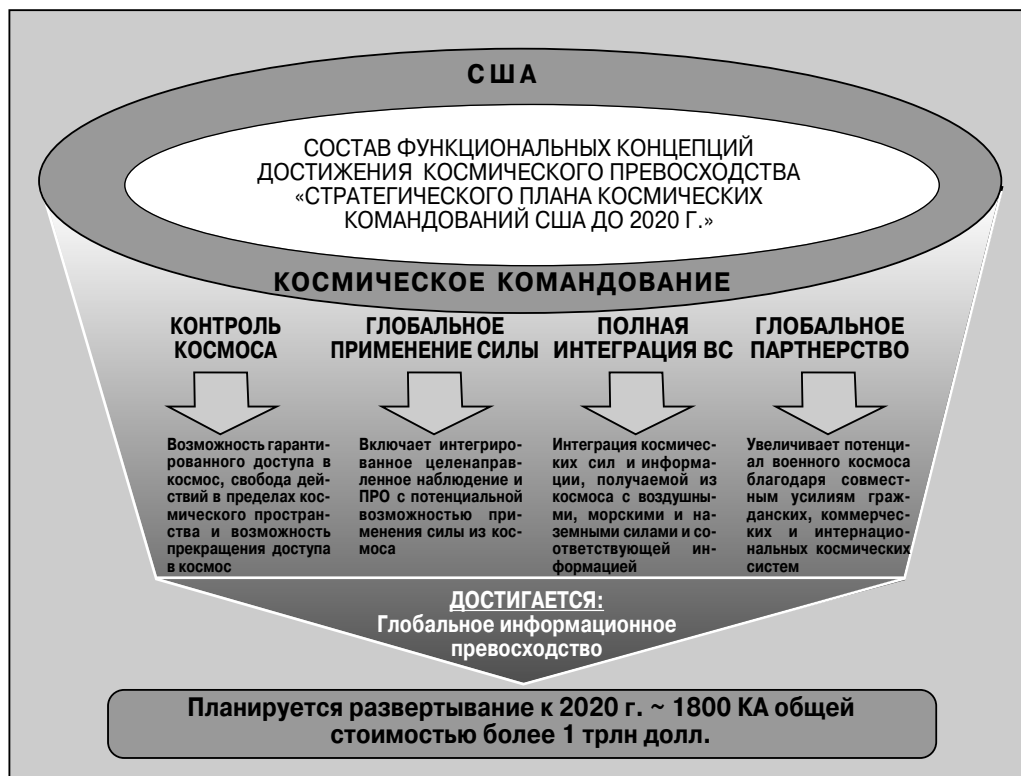 США
СОСТАВ ФУНКЦИОНАЛЬНЫХ КОНЦЕПЦИЙ
ДОСТИЖЕНИЯ КОСМИЧЕСКОГО ПРЕВОСХОДСТВА
«СТРАТЕГИЧЕСКОГО ПЛАНА КОСМИЧЕСКИХ
КОМАНДОВАНИЙ США ДО 2020 Г.»
КОСМИЧЕСКОЕ КОМАНДОВАНИЕ
КОНТРОЛЬ
КОСМОСА
Возможность гаранти-
рованного доступа в
космос, свобода дей-
ствий в пределах кос-
мического простран-
ства и возможность
прекращения доступа
в космос
ГЛОБАЛЬНОЕ
ПРИМЕНЕНИЕ СИЛЫ
Включает интегриро-
ванное целенаправ-
ленное наблюдение и
ПРО с потенциальной
возможностью при-
менения силы из кос-
моса
ПОЛНАЯ
ИНТЕГРАЦИЯ ВС
Интеграция космичес-
ких сил и информа-
ции, получаемой из
космоса с воздушны-
ми, морскими и на-
земными силами и со-
ответствующей ин-
формацией
ГЛОБАЛЬНОЕ
ПАРТНЕРСТВО
Увеличивает потенци-
ал военного космоса
благодаря совмест-
ным усилиям граж-
данских, коммерчес-
ких и интернацио-
нальных космических
систем
ДОСТИГАЕТСЯ:
Глобальное информационное
превосходство
Планируется развертывание к 2020 г. ~ 1800 КА общей
стоимостью более 1 трлн долл.